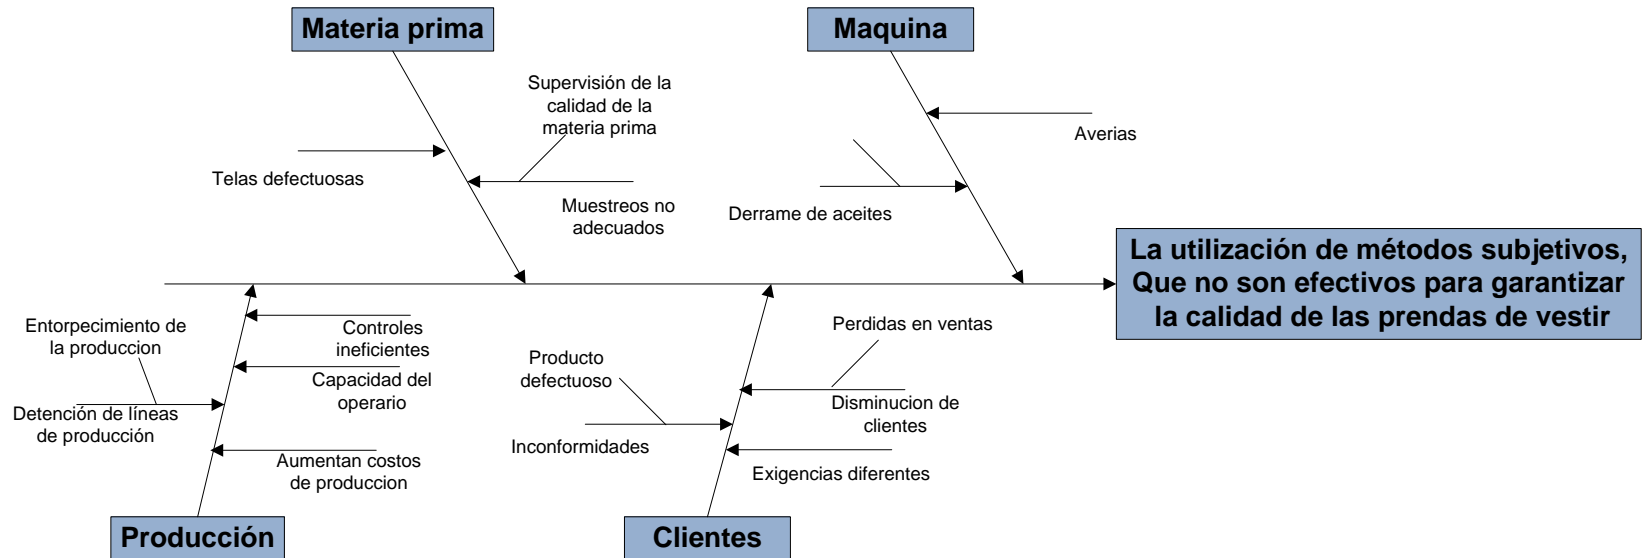 Materia prima
Maquina
Supervisión de la
calidad de la
materia prima
Averias
Telas defectuosas
Muestreos no
adecuados
Derrame de aceites
La utilización de métodos subjetivos,
Que no son efectivos para garantizar
la calidad de las prendas de vestir
Entorpecimiento de
la produccion
Controles
ineficientes
Capacidad del
operario
Detención de líneas
de producción
Aumentan costos
de produccion
Perdidas en ventas
Producto
defectuoso
Disminucion de
clientes
Inconformidades
Exigencias diferentes
Producción
Clientes